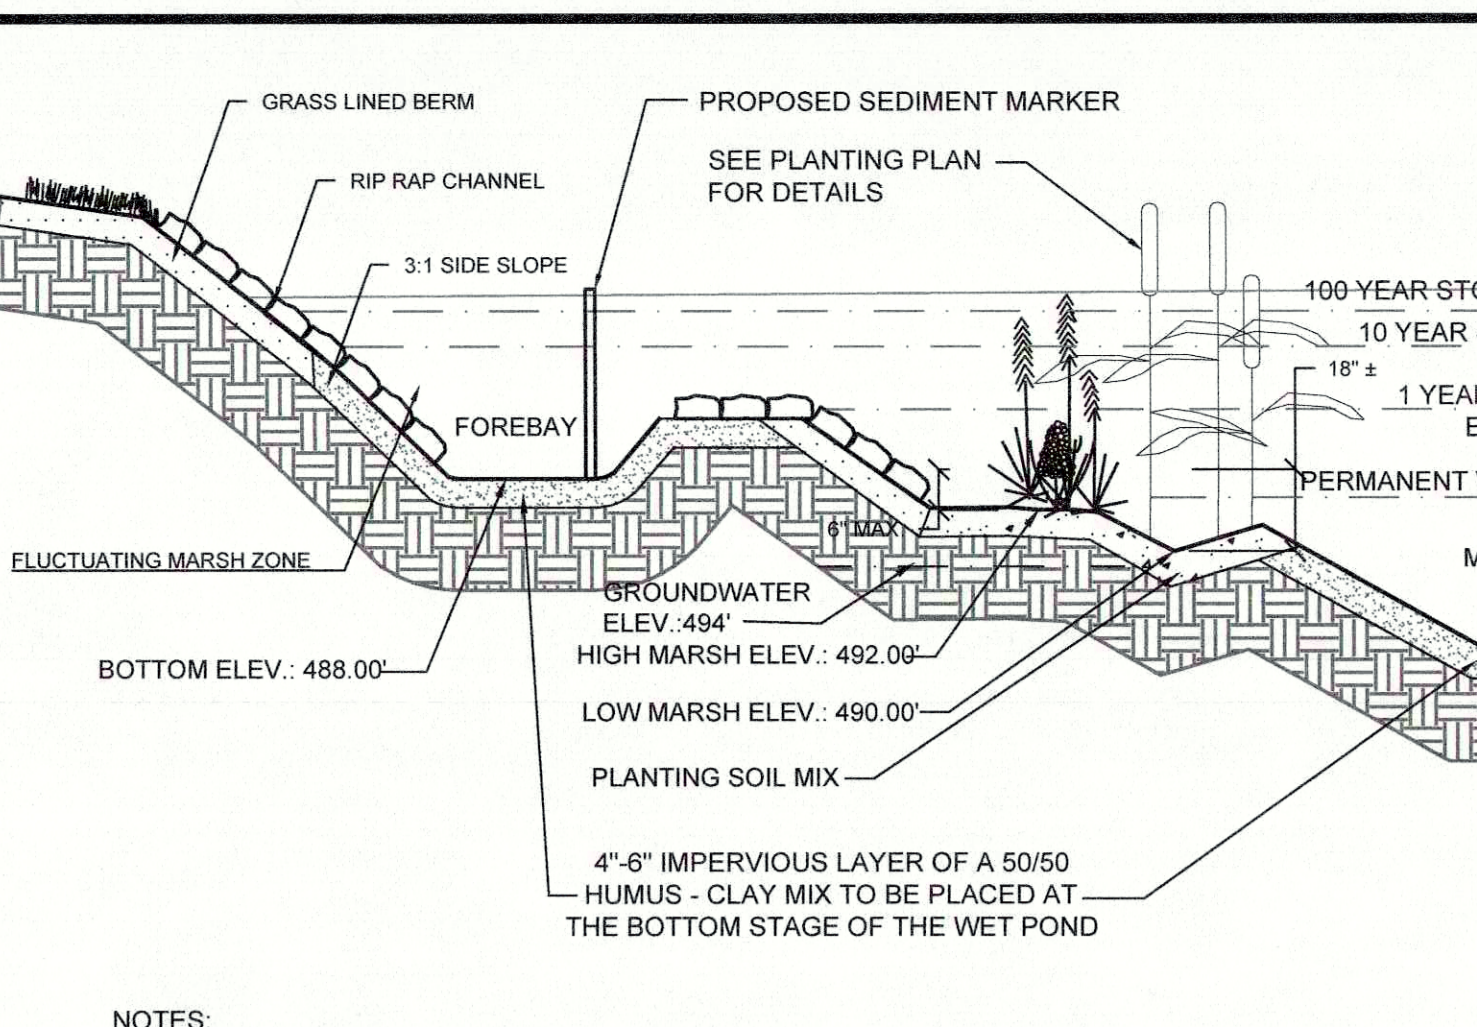 GRASS LINED BERM
PROPOSED SEDIMENT MARKER
SEE PLANTING PLAN
FOR DETAILS
RIP RAP CHANNEL
3:1 SIDE SLOPE
100 YEAR
10 YEAR
18" ±
1 YEA
E
FOREBAY
PERMANENT
6" MAX.
FLUCTUATING MARSH ZONE
M
GROUNDWATER
ELEV.:494'
HIGH MARSH ELEV.: 492.00'
BOTTOM ELEV.: 488.00'
LOW MARSH ELEV.: 490.00'
PLANTING SOIL MIX
4"-6" IMPERVIOUS LAYER OF A 50/50
HUMUS - CLAY MIX TO BE PLACED AT
THE BOTTOM STAGE OF THE WET POND
NOTES: